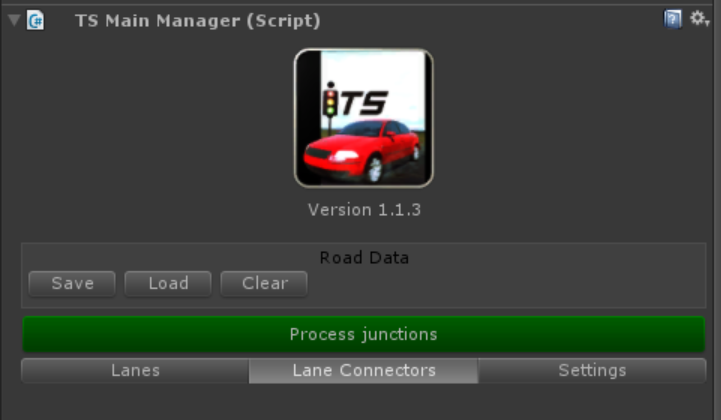 TS Main Manager (Script)
iTS
Version 1.1.3
Road Data
Save Load Clear
Process junctions
Lanes Lane Connectors Settings